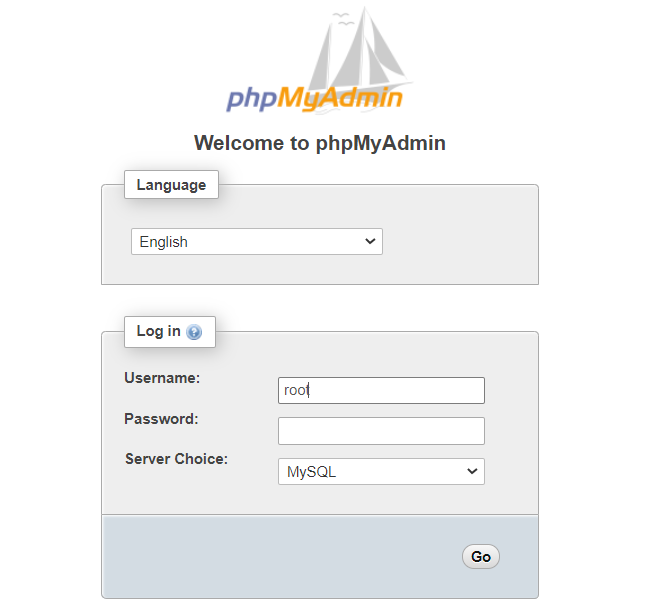 phpMyAdmin
Welcome to phpMyAdmin
Language
English
Log in ?
Username:
root
Password:
Server Choice:
MySQL
Go